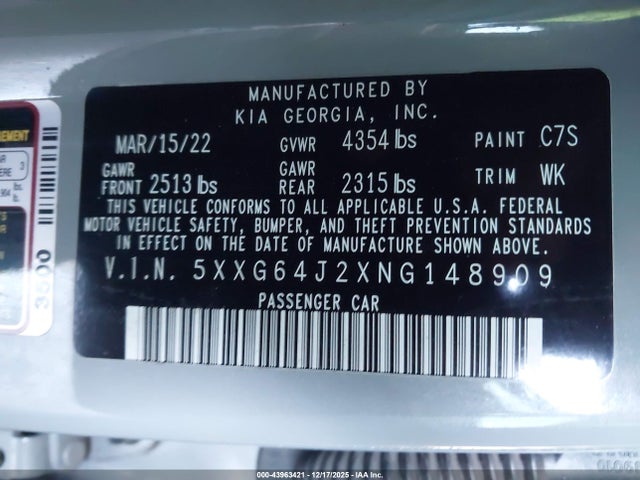 MANUFACTURED BY
KIA GEORGIA, INC.
MAR/15/22 GVWR 4354 lbs PAINT C7S
GAWR FRONT 2513 lbs GAWR REAR 2315 lbs TRIM WK
THIS VEHICLE CONFORMS TO ALL APPLICABLE U.S.A. FEDERAL
MOTOR VEHICLE SAFETY, BUMPER, AND THEFT PREVENTION STANDARDS
IN EFFECT ON THE DATE OF MANUFACTURE SHOWN ABOVE.
V.I.N. 5XXG64J2XNG148909
PASSENGER CAR
3500
000-43963421 - 12/17/2025 - IAA Inc.